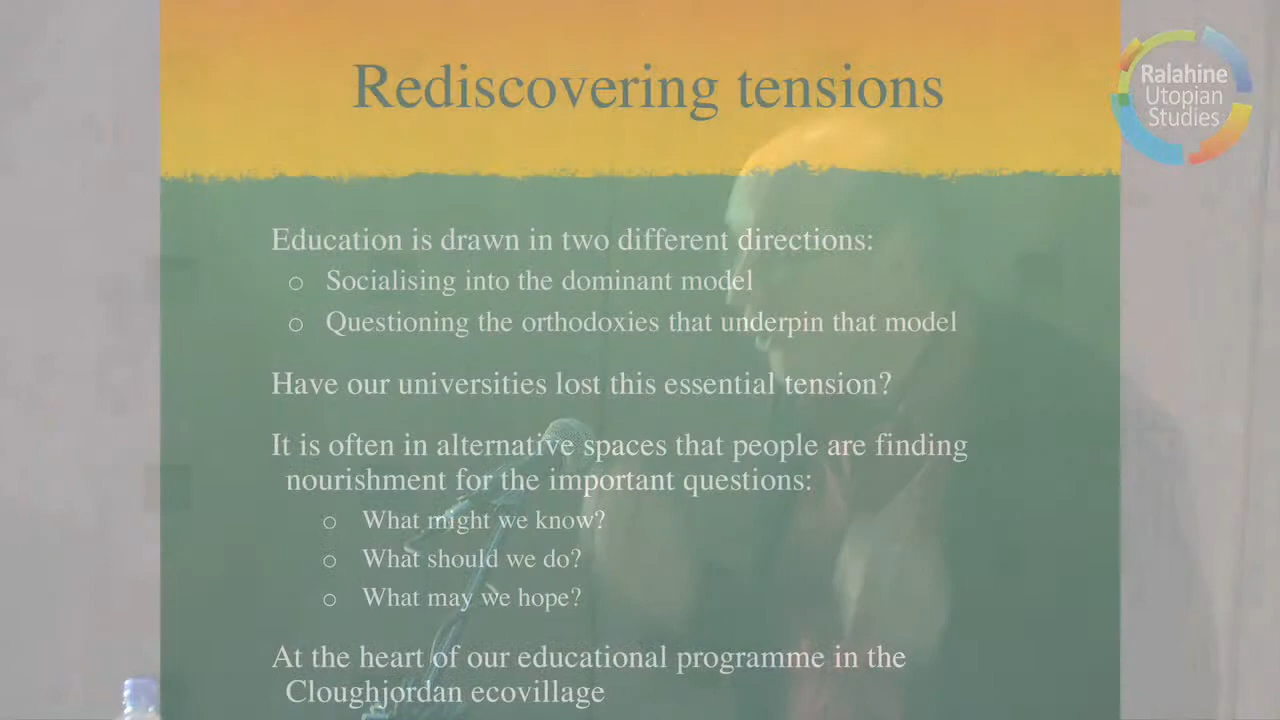 Rediscovering tensions
Ralahine
Utopian
Studies
Education is drawn in two different directions:
o Socialising into the dominant model
o Questioning the orthodoxies that underpin that model
Have our universities lost this essential tension?
It is often in alternative spaces that people are finding
nourishment for the important questions:
o What might we know?
o What should we do?
o What may we hope?
At the heart of our educational programme in the
Cloughjordan ecovillage